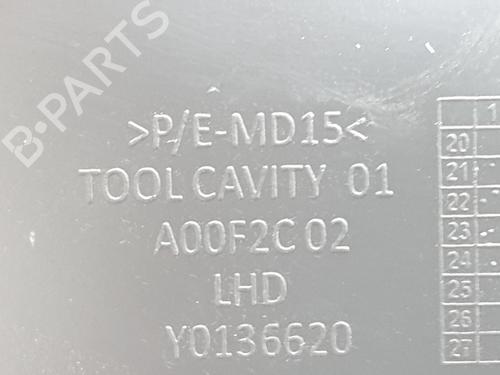 B-PARTS
>P/E-MD15<
TOOL CAVITY 01
A00F2C 02
LHD
Y0136620
1
20
21
22
23
24
25
26
27